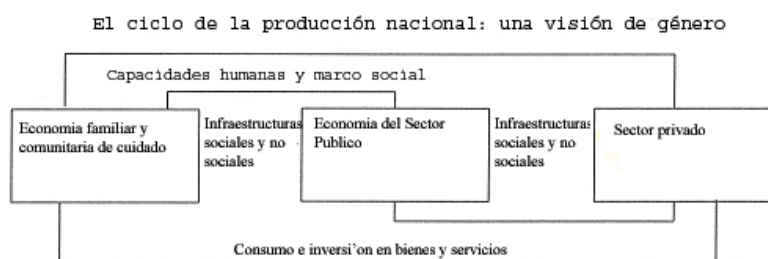 El ciclo de la producción nacional: una visión de género
Capacidades humanas y marco social
Economia familiar y
comunitaria de cuidado
Infraestructuras
sociales y no
sociales
Economia del Sector
Publico
Infraestructuras
sociales y no
sociales
Sector privado
Consumo e inversi'on en bienes y servicios